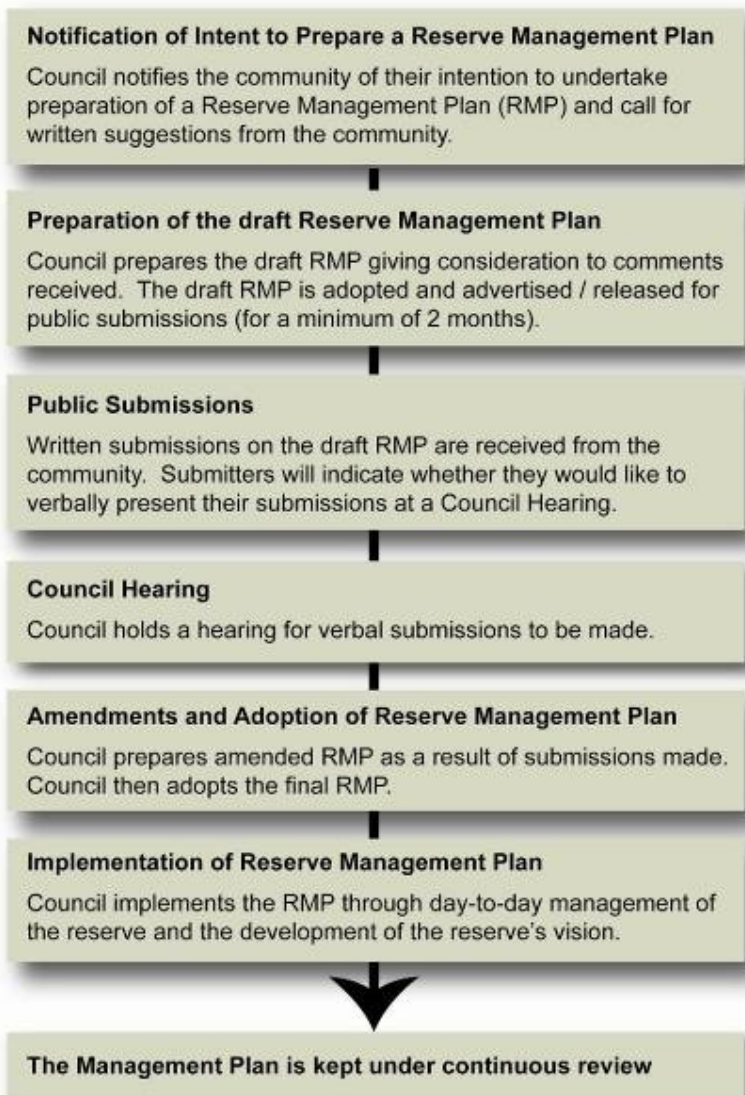 Notification of Intent to Prepare a Reserve Management Plan
Council notifies the community of their intention to undertake
preparation of a Reserve Management Plan (RMP) and call for
written suggestions from the community.
Preparation of the draft Reserve Management Plan
Council prepares the draft RMP giving consideration to comments
received.  The draft RMP is adopted and advertised / released for
public submissions (for a minimum of 2 months).
Public Submissions
Written submissions on the draft RMP are received from the
community.  Submitters will indicate whether they would like to
verbally present their submissions at a Council Hearing.
Council Hearing
Council holds a hearing for verbal submissions to be made.
Amendments and Adoption of Reserve Management Plan
Council prepares amended RMP as a result of submissions made.
Council then adopts the final RMP.
Implementation of Reserve Management Plan
Council implements the RMP through day-to-day management of
the reserve and the development of the reserve's vision.
The Management Plan is kept under continuous review